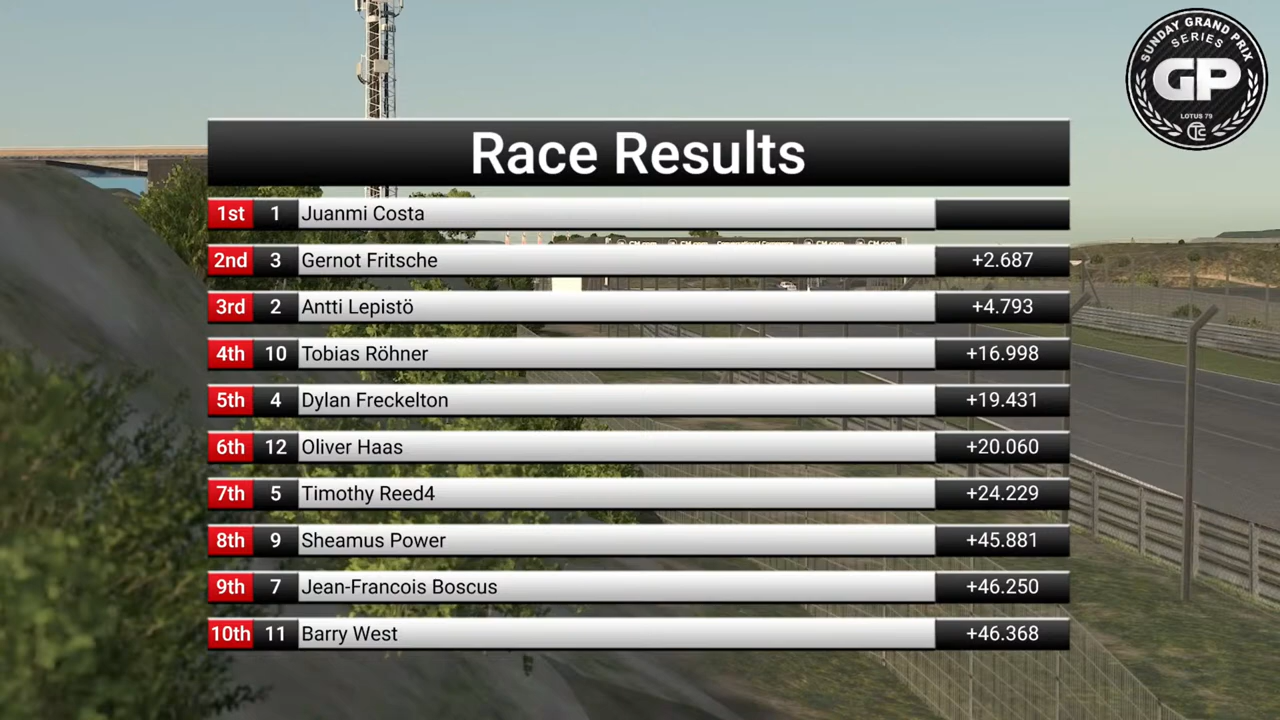 SUNDAY GRAND PRIX
SERIES
GP
LOTUS 79
Race Results
1st 1 Juanmi Costa
2nd 3 Gernot Fritsche +2.687
3rd 2 Antti Lepistö +4.793
4th 10 Tobias Röhner +16.998
5th 4 Dylan Freckelton +19.431
6th 12 Oliver Haas +20.060
7th 5 Timothy Reed4 +24.229
8th 9 Sheamus Power +45.881
9th 7 Jean-Francois Boscus +46.250
10th 11 Barry West +46.368